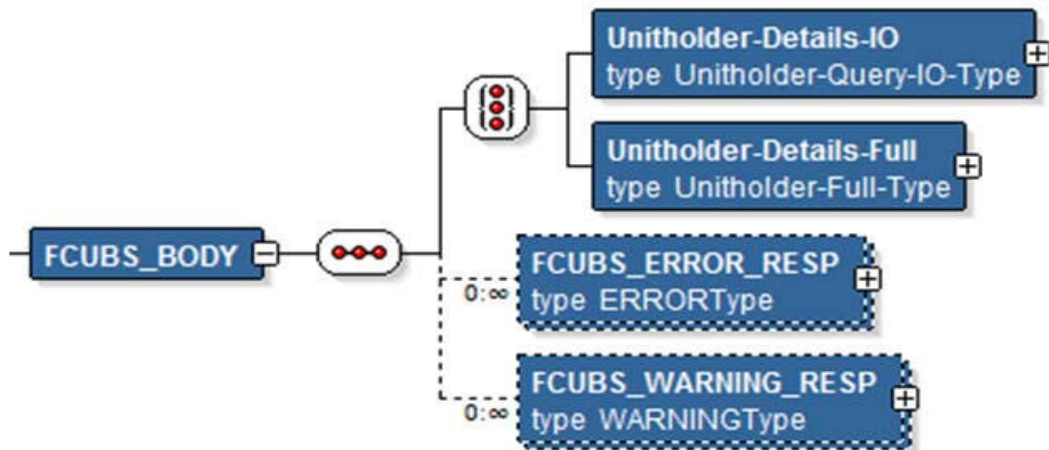 Unitholder-Details-IO
type Unitholder-Query-IO-Type
Unitholder-Details-Full
type Unitholder-Full-Type
FCUBS_BODY
FCUBS_ERROR_RESP
0:∞
type ERRORType
FCUBS_WARNING_RESP
0:∞
type WARNINGType